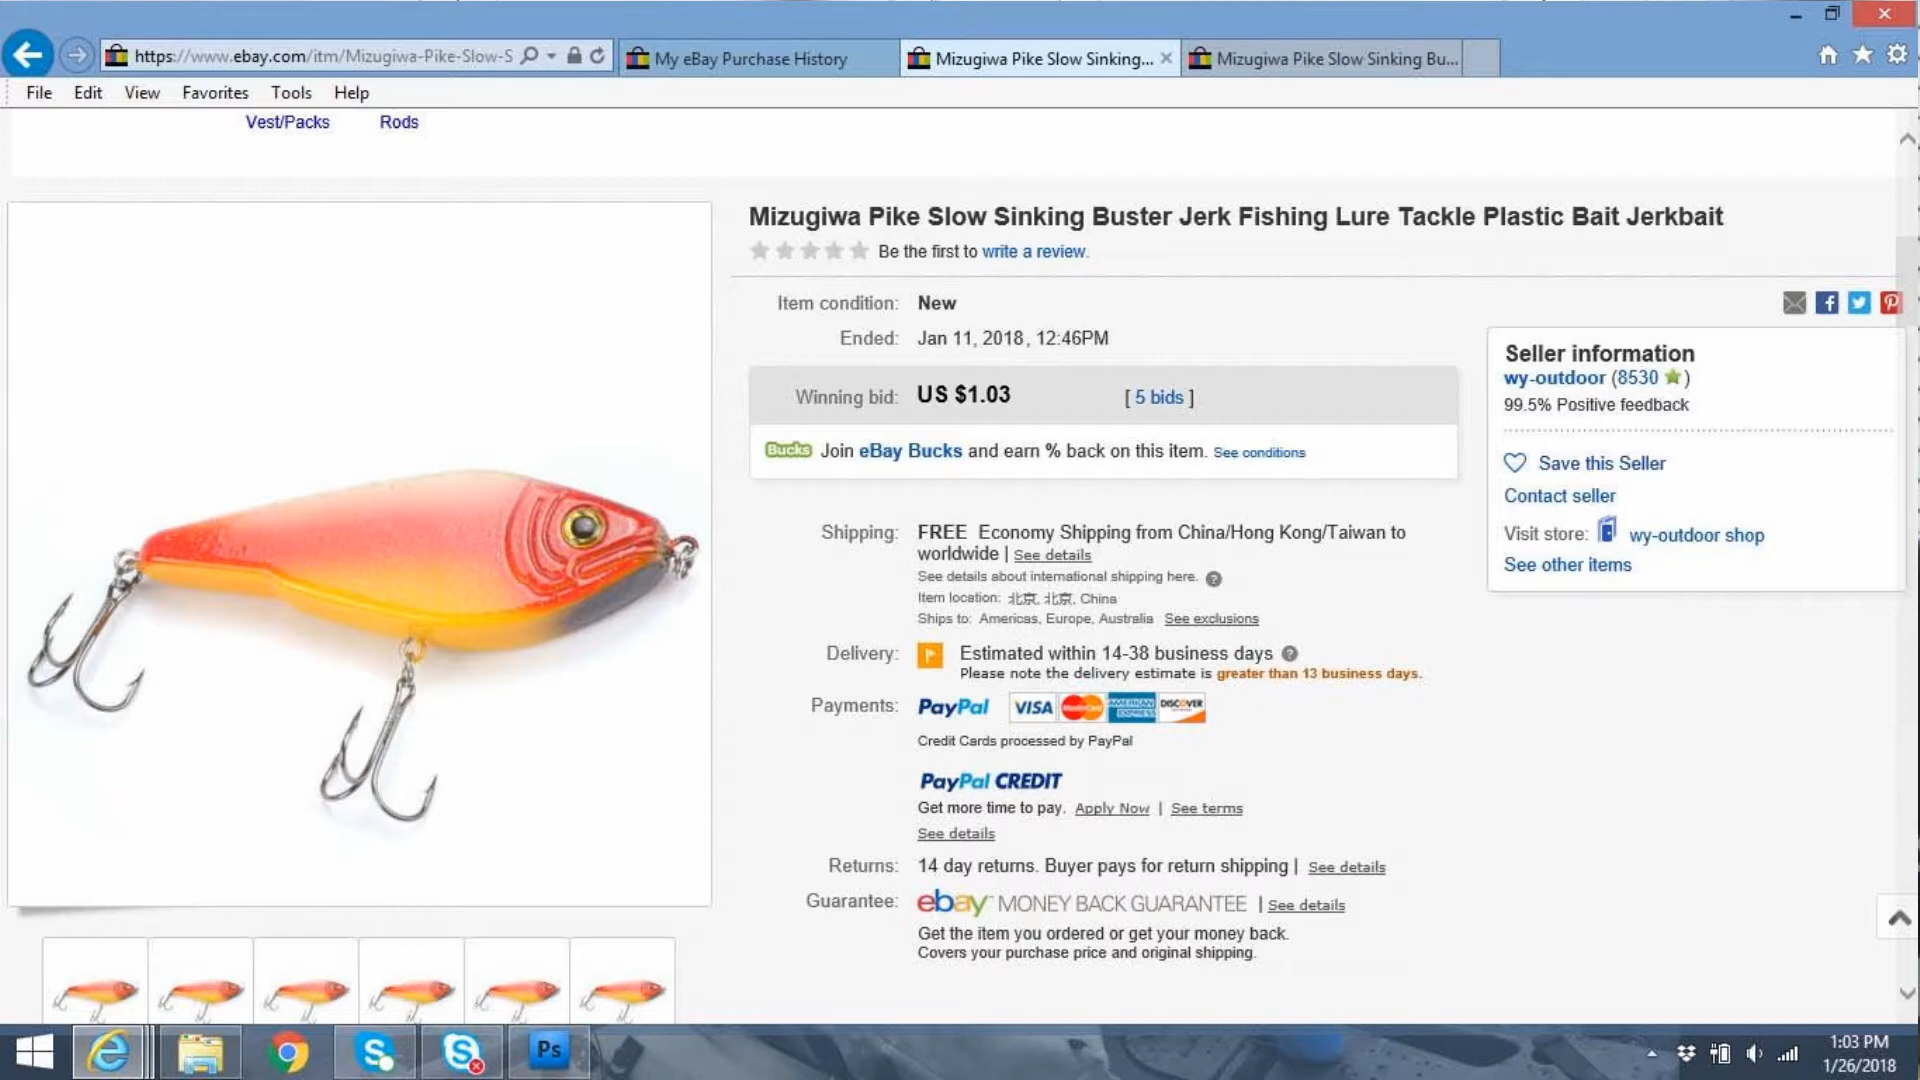 https://www.ebay.com/itm/Mizugiwa-Pike-Slow-S
My eBay Purchase History
Mizugiwa Pike Slow Sinking...
Mizugiwa Pike Slow Sinking Bu...
File Edit View Favorites Tools Help
Vest/Packs Rods
Mizugiwa Pike Slow Sinking Buster Jerk Fishing Lure Tackle Plastic Bait Jerkbait
Be the first to write a review.
Item condition: New
Ended: Jan 11, 2018 , 12:46PM
Winning bid: US $1.03 [ 5 bids ]
Bucks Join eBay Bucks and earn % back on this item. See conditions
Shipping: FREE Economy Shipping from China/Hong Kong/Taiwan to
worldwide | See details
See details about international shipping here.
Item location: 北京, 北京, China
Ships to: Americas, Europe, Australia See exclusions
Delivery: Estimated within 14-38 business days
Please note the delivery estimate is greater than 13 business days.
Payments: PayPal VISA MasterCard AMERICAN EXPRESS DISCOVER
Credit Cards processed by PayPal
PayPal CREDIT
Get more time to pay. Apply Now | See terms
See details
Returns: 14 day returns. Buyer pays for return shipping | See details
Guarantee: ebay MONEY BACK GUARANTEE | See details
Get the item you ordered or get your money back.
Covers your purchase price and original shipping.
Seller information
wy-outdoor (8530 )
99.5% Positive feedback
Save this Seller
Contact seller
Visit store: wy-outdoor shop
See other items
Ps
1:03 PM
1/26/2018